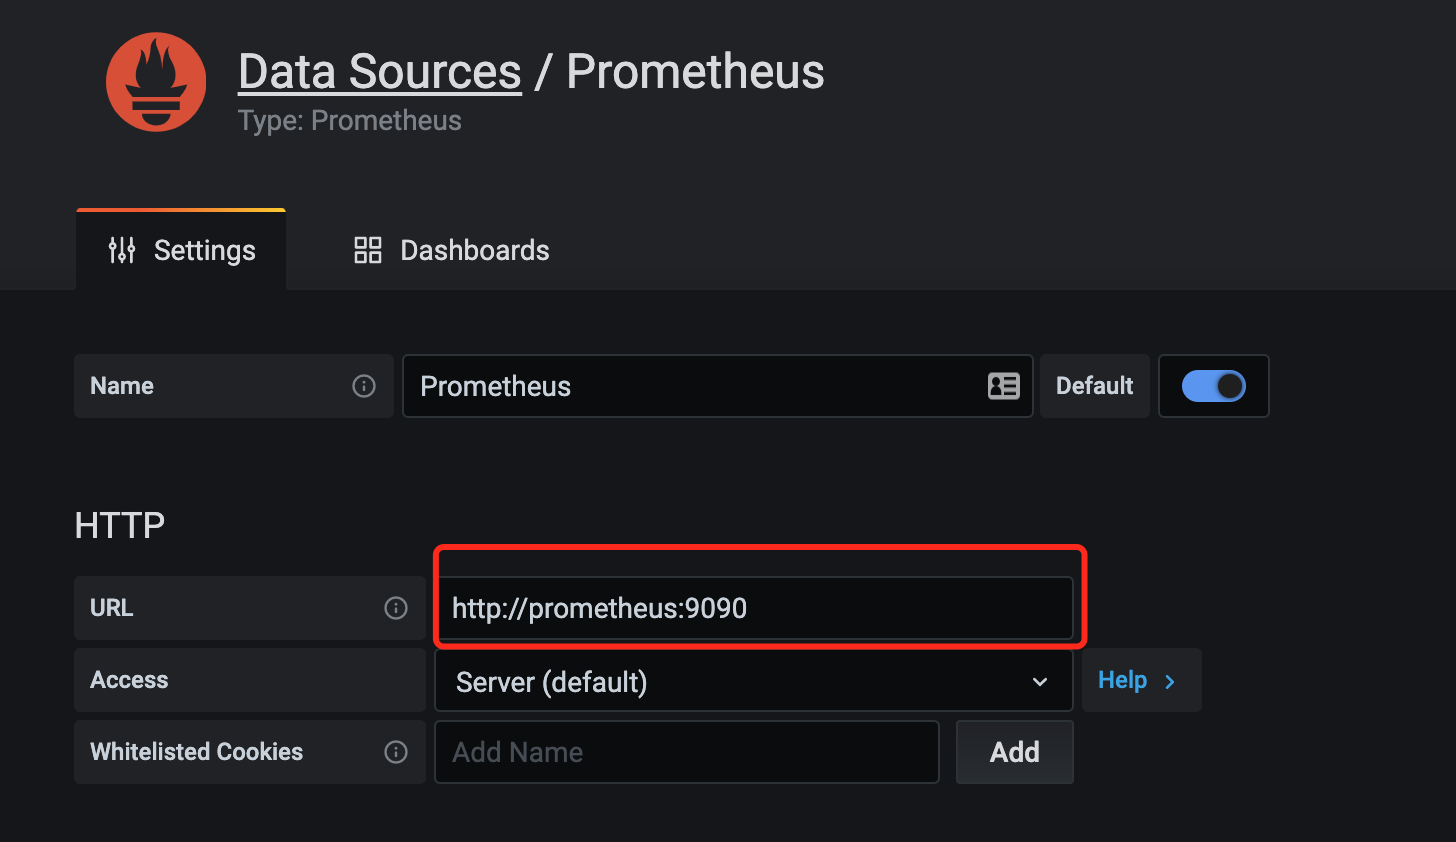 Data Sources / Prometheus
Type: Prometheus
Settings
Dashboards
Name
Prometheus
Default
HTTP
URL
http://prometheus:9090
Access
Server (default)
Help
Whitelisted Cookies
Add Name
Add